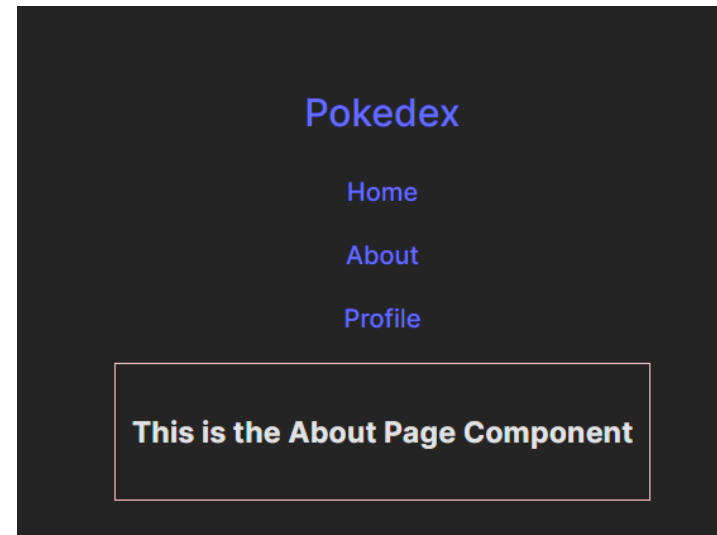 Pokedex
Home
About
Profile
This is the About Page Component